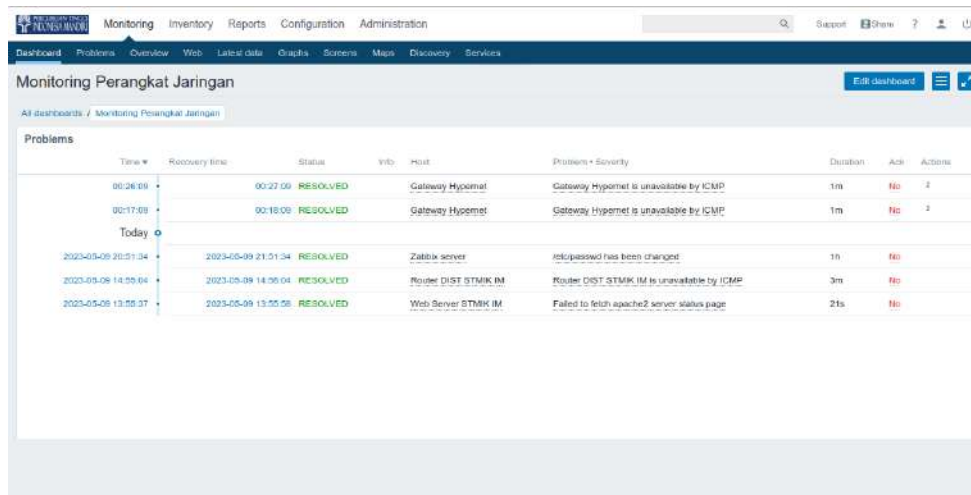 PERGURUAN TINGGI
INDONESIA MANDIRI
Monitoring Inventory Reports Configuration Administration
Support Share ?
Dashboard Problems Overview Web Latest data Graphs Screens Maps Discovery Services
Monitoring Perangkat Jaringan
Edit dashboard
All dashboards / Monitoring Perangkat Jaringan
Problems
Time ▼ Recovery time Status Info Host Problem • Severity Duration Ack Actions
00:26:09 00:27:09 RESOLVED Gateway Hypernet Gateway Hypernet is unavailable by ICMP 1m No 2
00:17:09 00:18:09 RESOLVED Gateway Hypernet Gateway Hypernet is unavailable by ICMP 1m No 2
Today
2023-05-09 20:51:34 2023-05-09 21:51:34 RESOLVED Zabbix server /etc/passwd has been changed 1h No
2023-05-09 14:55:04 2023-05-09 14:58:04 RESOLVED Router DIST STMIK IM Router DIST STMIK IM is unavailable by ICMP 3m No
2023-05-09 13:55:37 2023-05-09 13:55:58 RESOLVED Web Server STMIK IM Failed to fetch apache2 server status page 21s No